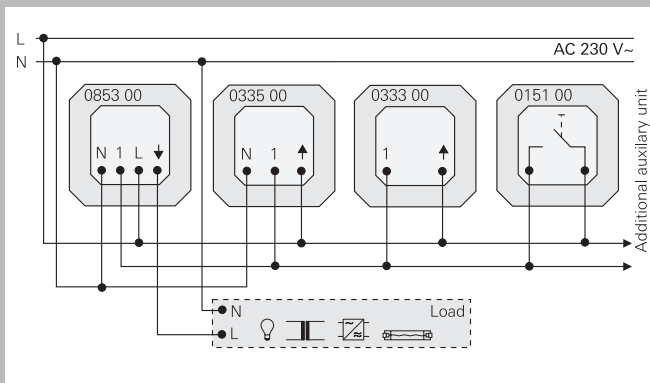 L
AC 230 V~
N
0853 00
0335 00
0333 00
0151 00
N 1 L
N 1
1
Additional auxilary unit
N
Load
L